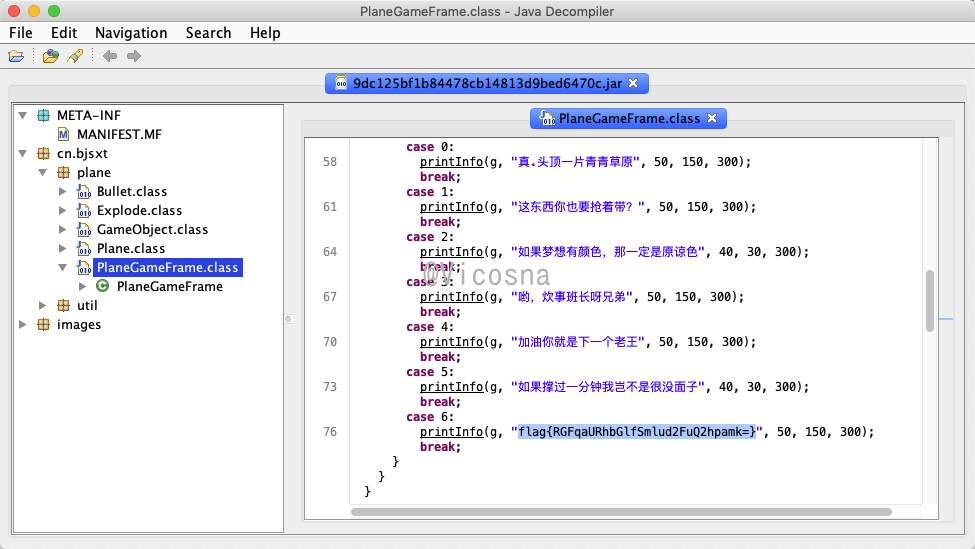 PlaneGameFrame.class - Java Decompiler
File Edit Navigation Search Help
9dc125bf1b84478cb14813d9bed6470c.jar
META-INF
MANIFEST.MF
cn.bjsxt
plane
Bullet.class
Explode.class
GameObject.class
Plane.class
PlaneGameFrame.class
PlaneGameFrame
util
images
PlaneGameFrame.class
case 0:
58 printInfo(g, "真.头顶一片青青草原", 50, 150, 300);
break;
case 1:
61 printInfo(g, "这东西你也要抢着带？", 50, 150, 300);
break;
case 2:
64 printInfo(g, "如果梦想有颜色，那一定是原谅色", 40, 30, 300);
break;
@Vicosna
case 3:
67 printInfo(g, "哟，炊事班长呀兄弟", 50, 150, 300);
break;
case 4:
70 printInfo(g, "加油你就是下一个老王", 50, 150, 300);
break;
case 5:
73 printInfo(g, "如果撑过一分钟我岂不是很没面子", 40, 30, 300);
break;
case 6:
76 printInfo(g, "flag{RGFqaURhbGlfSmlud2FuQ2hpamk=}", 50, 150, 300);
break;
}
}
}